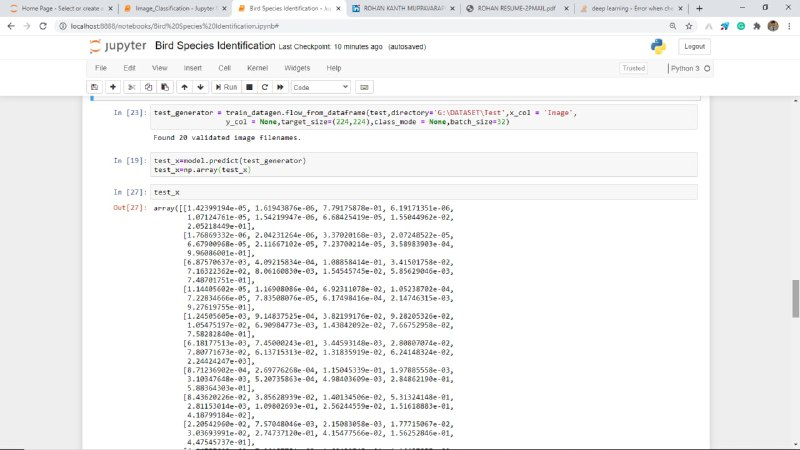 Home Page - Select or create a
Image_Classification - Jupyter
Bird Species Identification - Jup
ROHAN KANTH MUPPAVARAP
ROHAN RESUME-2PMAIL.pdf
deep learning - Error when che
localhost:8888/notebooks/Bird%20Species%20Identification.ipynb#
jupyter Bird Species Identification Last Checkpoint: 10 minutes ago (autosaved)
Logout
File Edit View Insert Cell Kernel Widgets Help
Trusted
Python 3
Run
Code
In [23]: test_generator = train_datagen.flow_from_dataframe(test,directory='G:\DATASET\Test',x_col = 'Image',
y_col = None,target_size=(224,224),class_mode = None,batch_size=32)
Found 20 validated image filenames.
In [19]: test_x=model.predict(test_generator)
test_x=np.array(test_x)
In [27]: test_x
Out[27]: array([[1.42399194e-05, 1.61943876e-06, 7.79175878e-01, 6.19171351e-06,
1.07124761e-05, 1.54219947e-06, 6.68425419e-05, 1.55044962e-02,
2.05218449e-01],
[1.76869332e-06, 2.04231264e-06, 3.37020168e-03, 2.07248522e-05,
6.67900968e-05, 2.11667102e-05, 7.23700214e-05, 3.58983903e-04,
9.96086001e-01],
[6.87570637e-03, 4.09215834e-04, 1.08858414e-01, 3.41501758e-02,
7.16322362e-02, 8.06160830e-03, 1.54545745e-02, 5.85629046e-03,
7.48701751e-01],
[1.14405602e-05, 1.16908086e-04, 6.92311078e-02, 1.05238702e-04,
7.22834666e-05, 7.83508076e-05, 6.17498416e-04, 2.14746315e-03,
9.27619755e-01],
[1.24505605e-03, 9.14837525e-04, 3.82199176e-02, 9.28205326e-02,
1.05475197e-02, 6.90984773e-03, 1.43842092e-02, 7.66752958e-02,
7.58282840e-01],
[6.18177513e-03, 7.45000243e-01, 3.44593148e-03, 2.80807074e-02,
7.80771673e-02, 6.13715313e-02, 1.31835919e-02, 6.24148324e-02,
2.24424247e-03],
[8.71236902e-04, 2.69776268e-04, 1.15045339e-01, 1.97885558e-03,
3.10347648e-03, 5.20735863e-04, 4.98403609e-03, 2.84862190e-01,
5.88364303e-01],
[8.43620226e-02, 3.85628939e-02, 1.40134506e-02, 5.31324148e-01,
2.81153014e-03, 1.09802693e-01, 2.56244559e-02, 1.51618883e-01,
4.18799184e-02],
[2.20542960e-02, 7.57048046e-03, 2.15083058e-03, 1.77715067e-02,
3.03693991e-02, 2.74737120e-01, 4.15477566e-02, 1.56252846e-01,
4.47545737e-01],